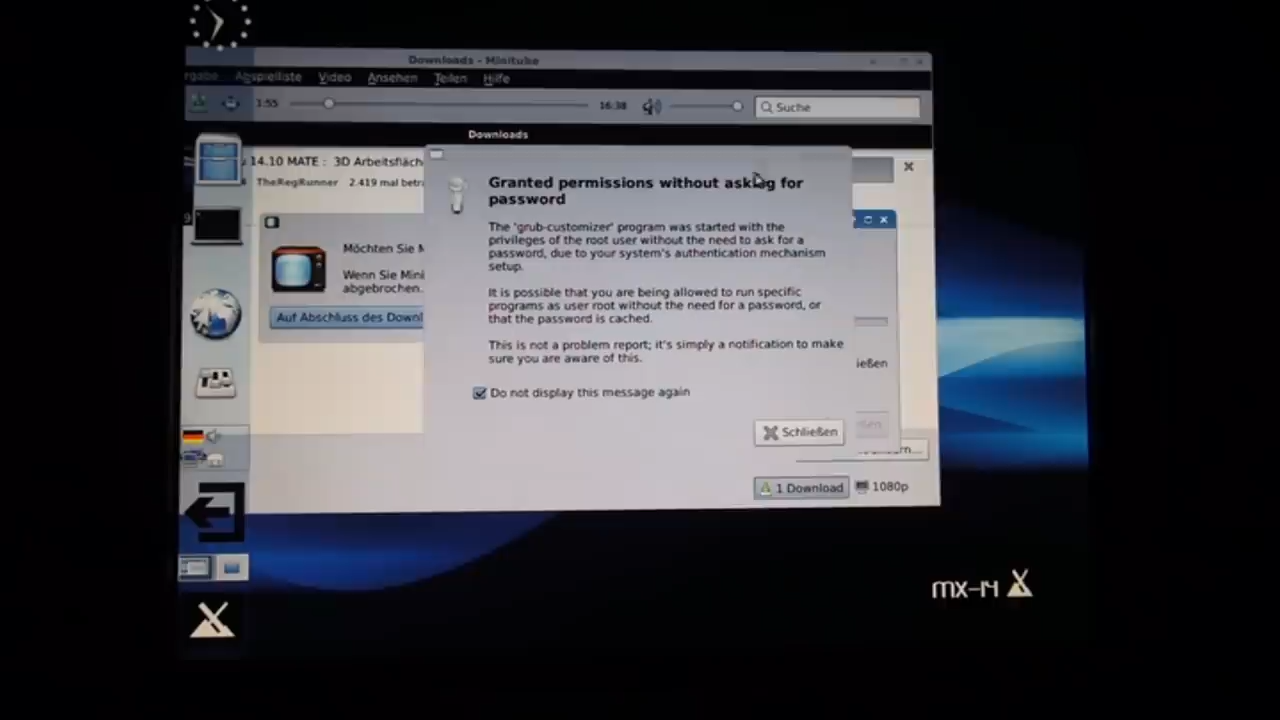 Downloads - Minitube
Abspielliste Video Ansehen Teilen Hilfe
1:55
16:38
Suche
Downloads
14.10 MATE : 3D Arbeitsfläch
TheRegRunner 2.419 mal betra
Granted permissions without asking for
password
The 'grub-customizer' program was started with the
privileges of the root user without the need to ask for a
password, due to your system's authentication mechanism
setup.
It is possible that you are being allowed to run specific
programs as user root without the need for a password, or
that the password is cached.
This is not a problem report; it's simply a notification to make
sure you are aware of this.
Do not display this message again
Schließen
Möchten Sie M
Wenn Sie Mini
abgebrochen.
Auf Abschluss des Downl
ießen
1 Download
1080p
mx-14